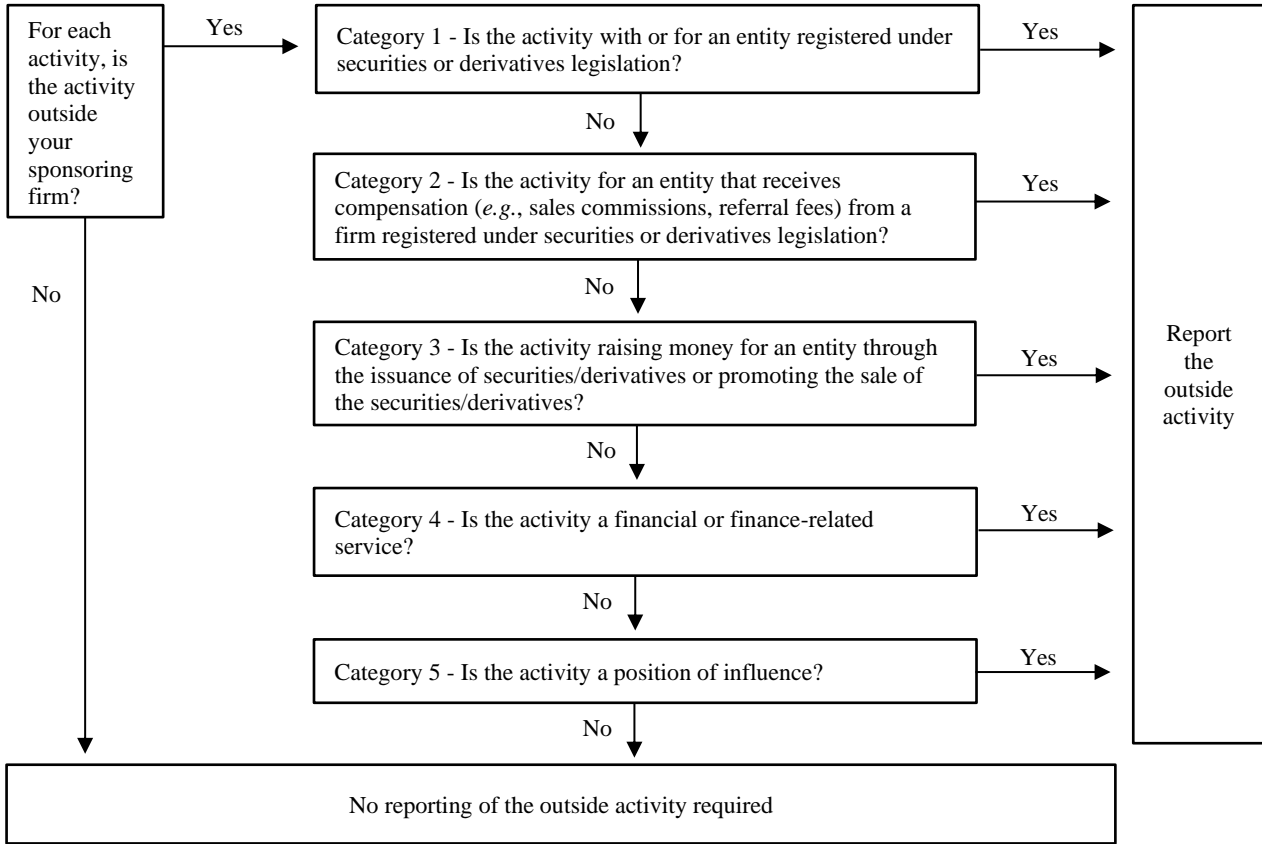 For each
activity, is
the activity
outside
your
sponsoring
firm?
Yes
Category 1 - Is the activity with or for an entity registered under
securities or derivatives legislation?
Yes
No
Category 2 - Is the activity for an entity that receives
compensation (e.g., sales commissions, referral fees) from a
firm registered under securities or derivatives legislation?
Yes
No
No
Category 3 - Is the activity raising money for an entity through
the issuance of securities/derivatives or promoting the sale of
the securities/derivatives?
Yes
Report
the
outside
activity
No
Category 4 - Is the activity a financial or finance-related
service?
Yes
No
Category 5 - Is the activity a position of influence?
Yes
No
No reporting of the outside activity required